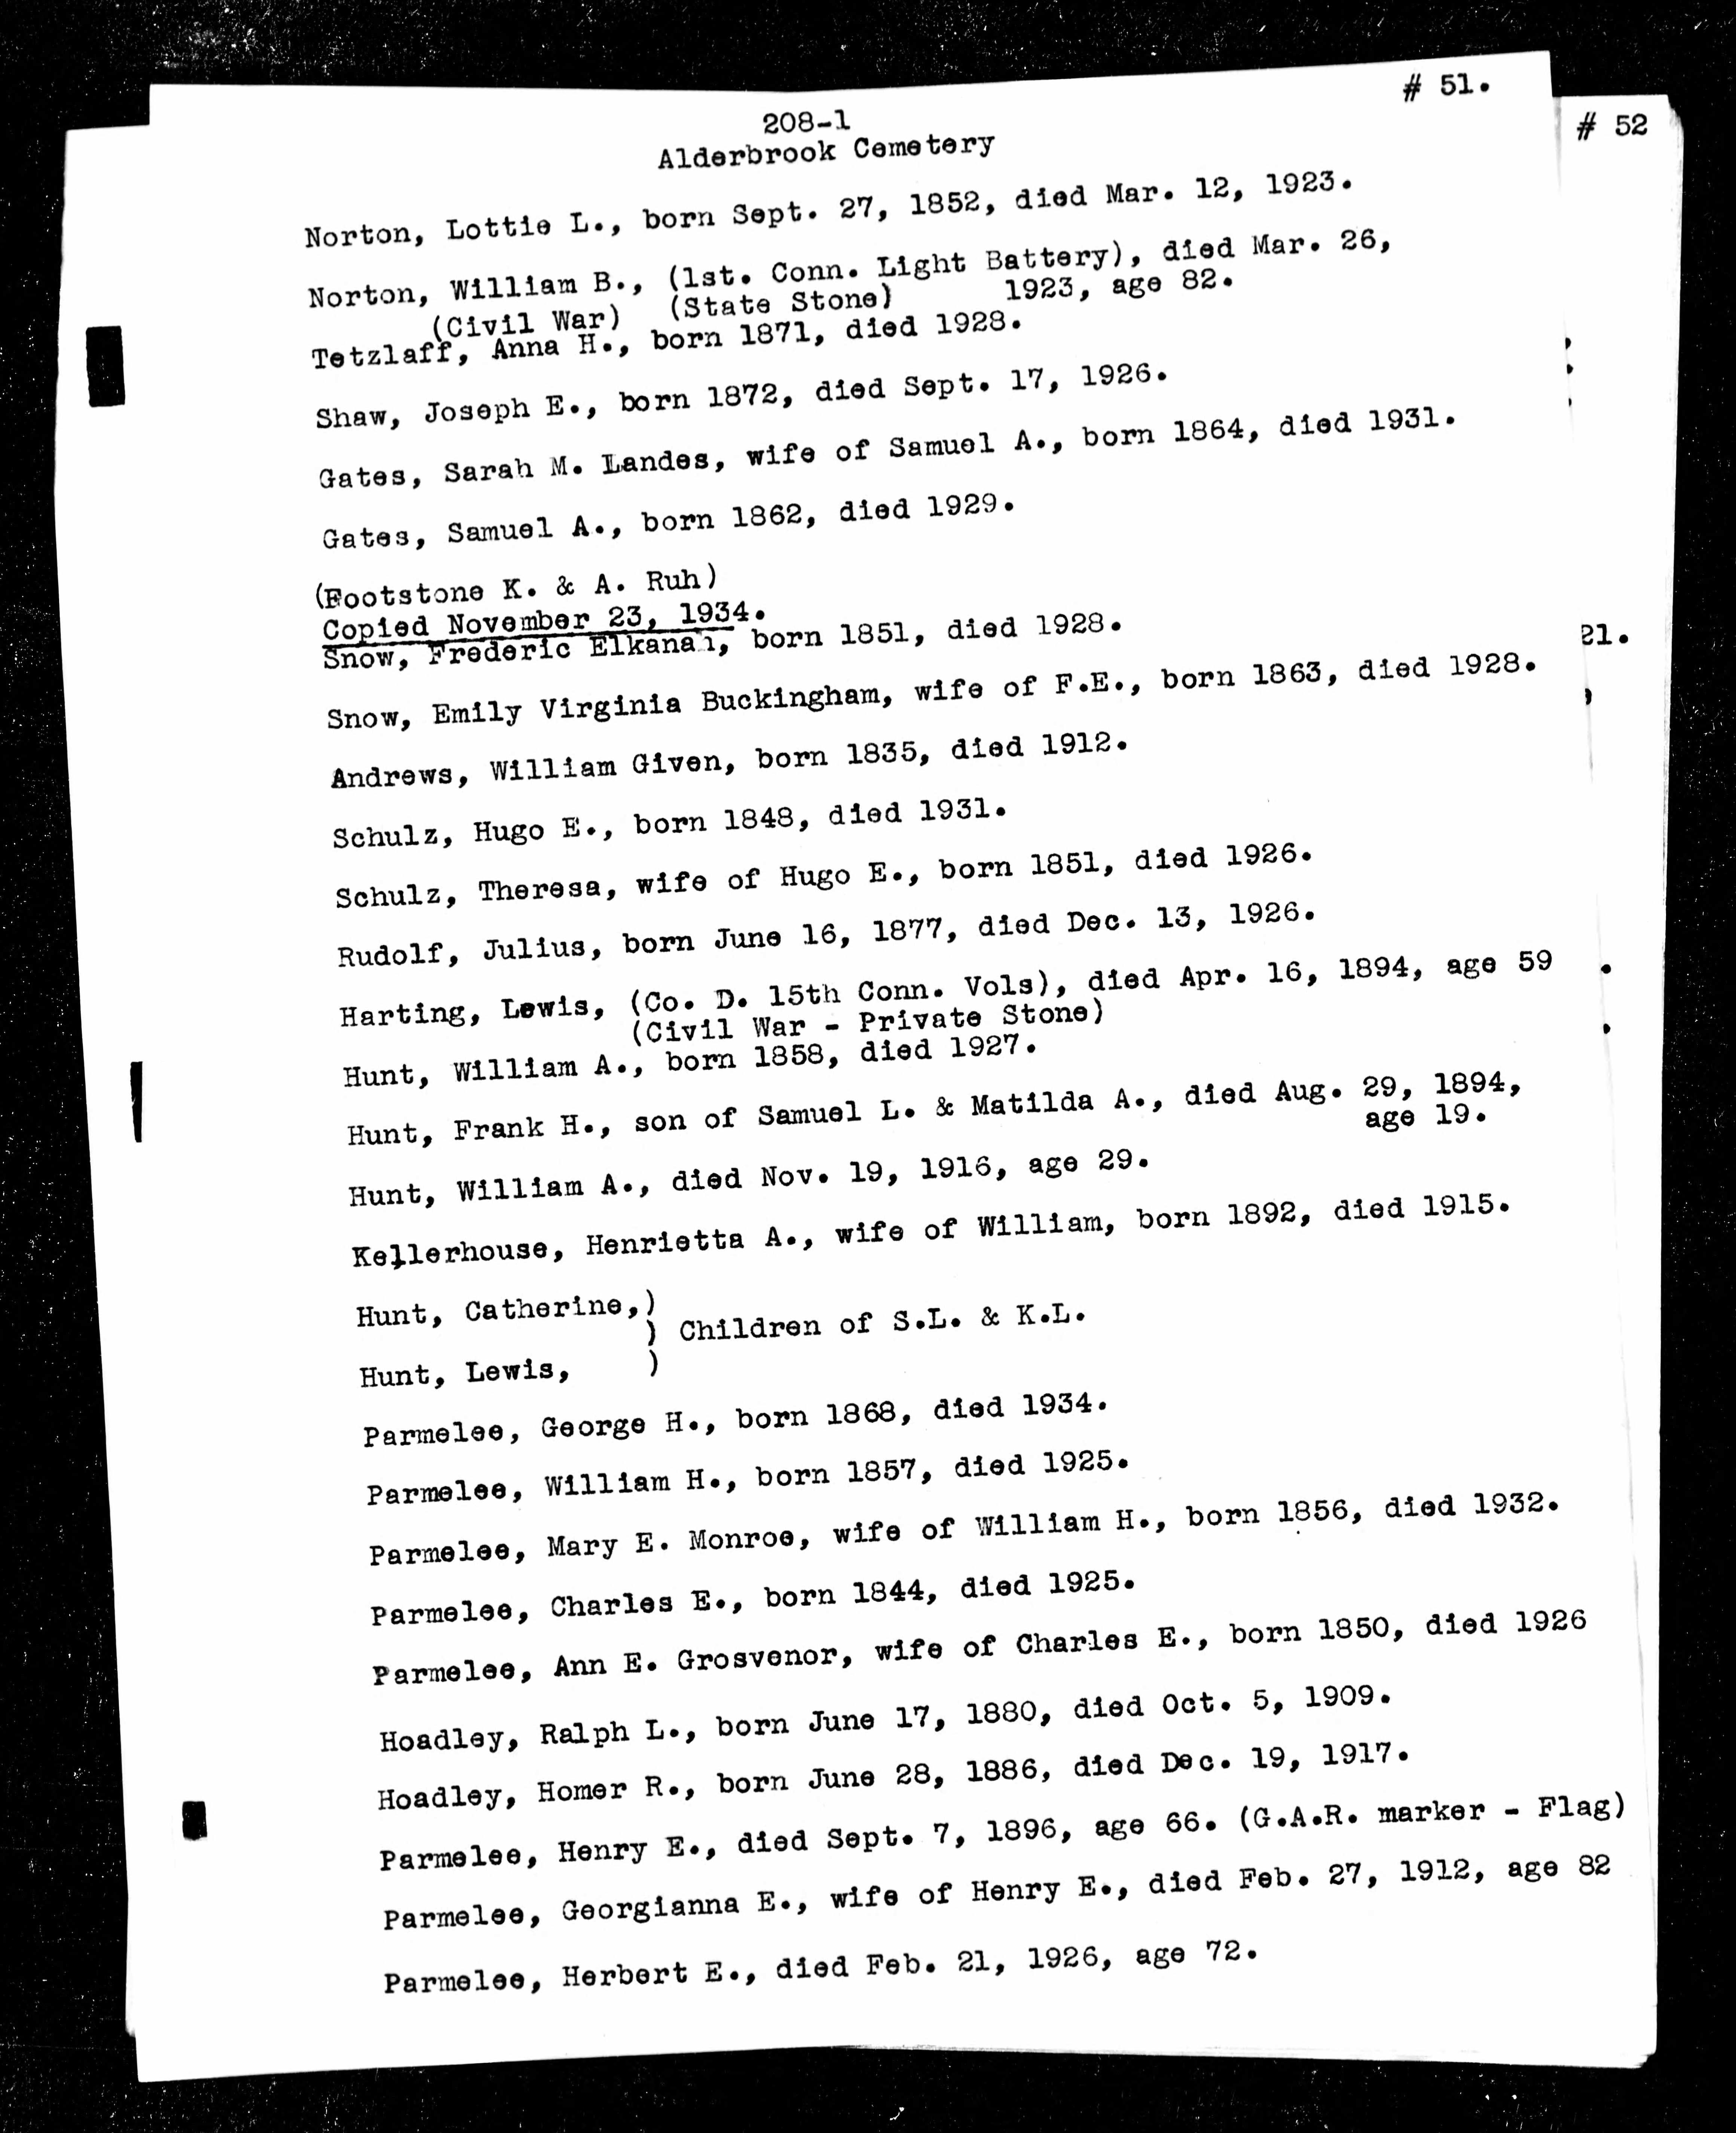 # 51.
# 52
208-1
Alderbrook Cemetery
Norton, Lottie L., born Sept. 27, 1852, died Mar. 12, 1923.
Norton, William B., (1st. Conn. Light Battery), died Mar. 26,
(Civil War) (State Stone) 1923, age 82.
Tetzlaff, Anna H., born 1871, died 1928.
Shaw, Joseph E., born 1872, died Sept. 17, 1926.
Gates, Sarah M. Landes, wife of Samuel A., born 1864, died 1931.
Gates, Samuel A., born 1862, died 1929.
(Footstone K. & A. Ruh)
Copied November 23, 1934.
Snow, Frederic Elkanah, born 1851, died 1928.
21.
Snow, Emily Virginia Buckingham, wife of F.E., born 1863, died 1928.
Andrews, William Given, born 1835, died 1912.
Schulz, Hugo E., born 1848, died 1931.
Schulz, Theresa, wife of Hugo E., born 1851, died 1926.
Rudolf, Julius, born June 16, 1877, died Dec. 13, 1926.
Harting, Lewis, (Co. D. 15th Conn. Vols), died Apr. 16, 1894, age 59
(Civil War - Private Stone)
Hunt, William A., born 1858, died 1927.
Hunt, Frank H., son of Samuel L. & Matilda A., died Aug. 29, 1894,
age 19.
Hunt, William A., died Nov. 19, 1916, age 29.
Kellerhouse, Henrietta A., wife of William, born 1892, died 1915.
Hunt, Catherine,)
) Children of S.L. & K.L.
Hunt, Lewis, )
Parmelee, George H., born 1868, died 1934.
Parmelee, William H., born 1857, died 1925.
Parmelee, Mary E. Monroe, wife of William H., born 1856, died 1932.
Parmelee, Charles E., born 1844, died 1925.
Parmelee, Ann E. Grosvenor, wife of Charles E., born 1850, died 1926
Hoadley, Ralph L., born June 17, 1880, died Oct. 5, 1909.
Hoadley, Homer R., born June 28, 1886, died Dec. 19, 1917.
Parmelee, Henry E., died Sept. 7, 1896, age 66. (G.A.R. marker - Flag)
Parmelee, Georgianna E., wife of Henry E., died Feb. 27, 1912, age 82
Parmelee, Herbert E., died Feb. 21, 1926, age 72.